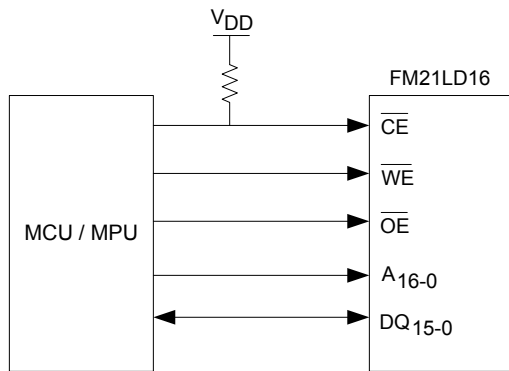 VDD
FM21LD16
CE
WE
MCU / MPU
OE
A16-0
DQ15-0